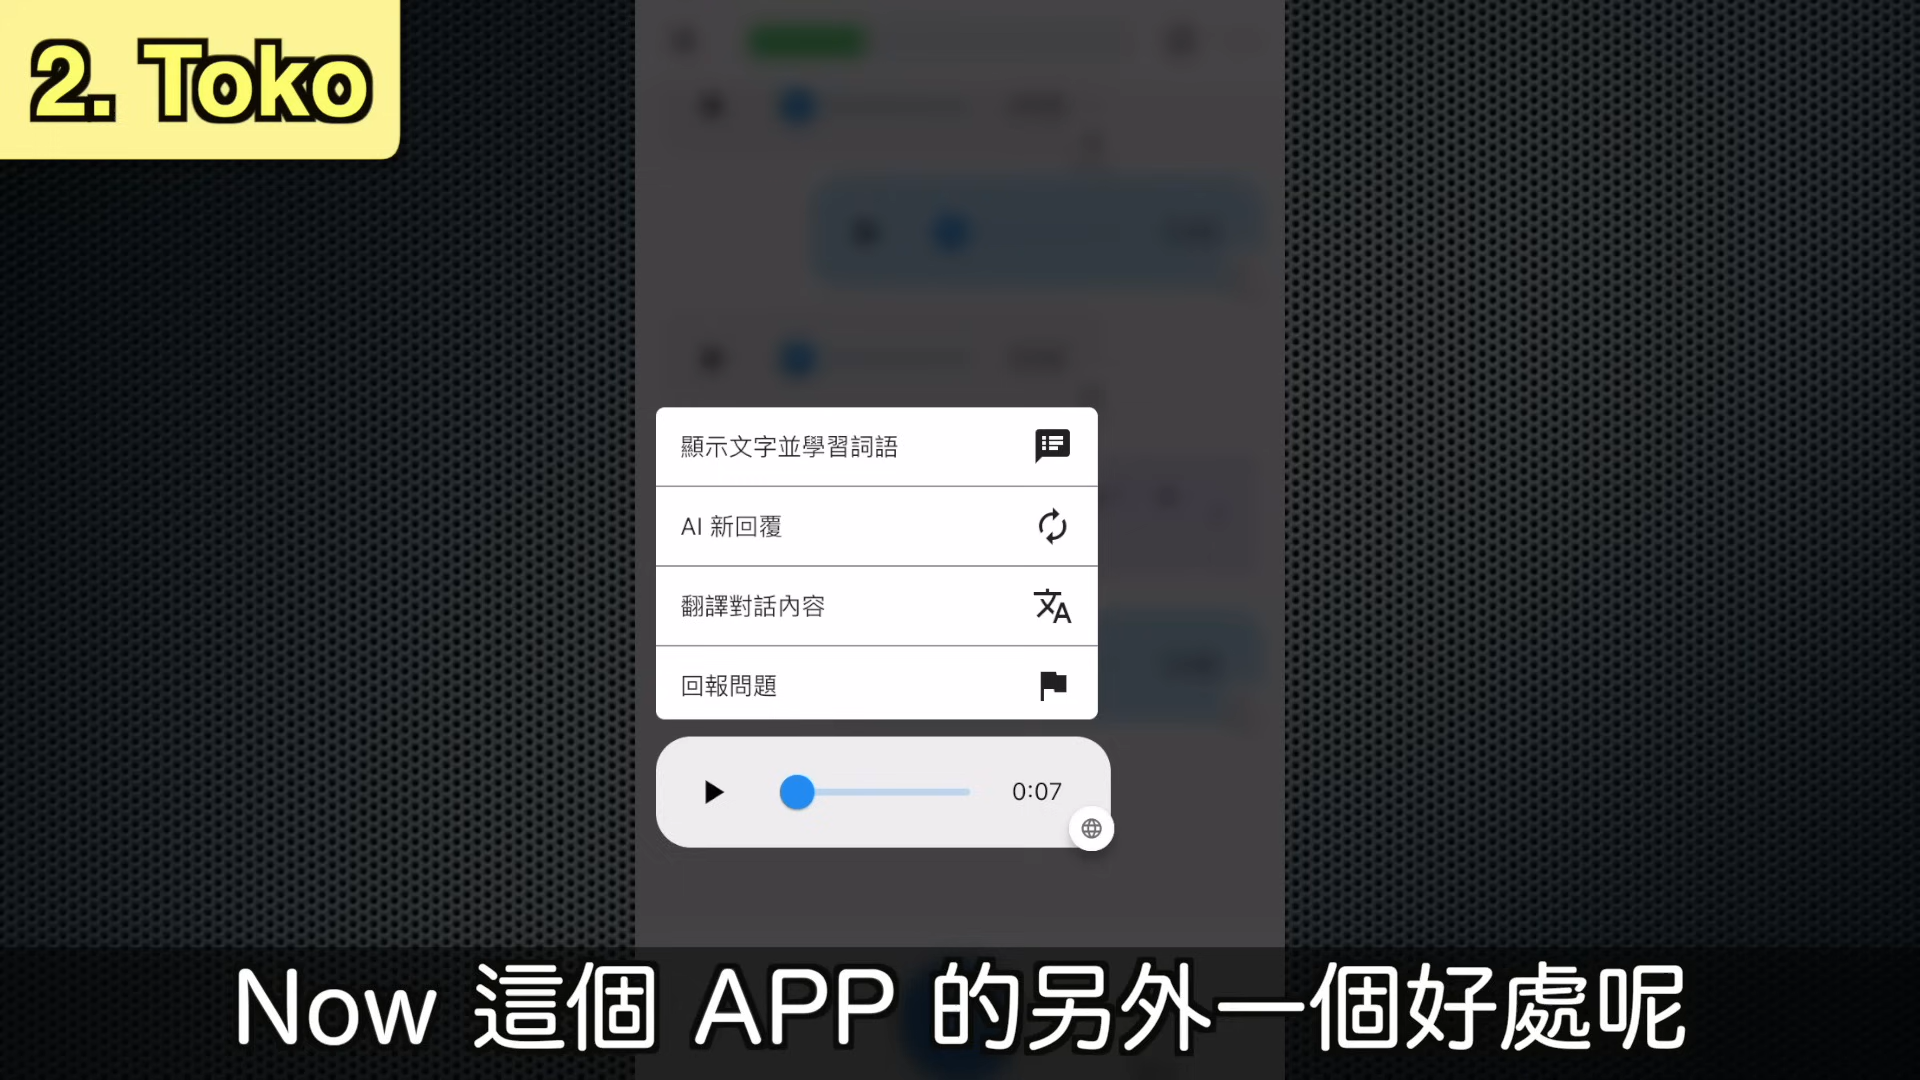 2. Toko
顯示文字並學習詞語
AI 新回覆
翻譯對話內容
回報問題
0:07
Now 這個 APP 的另外一個好處呢